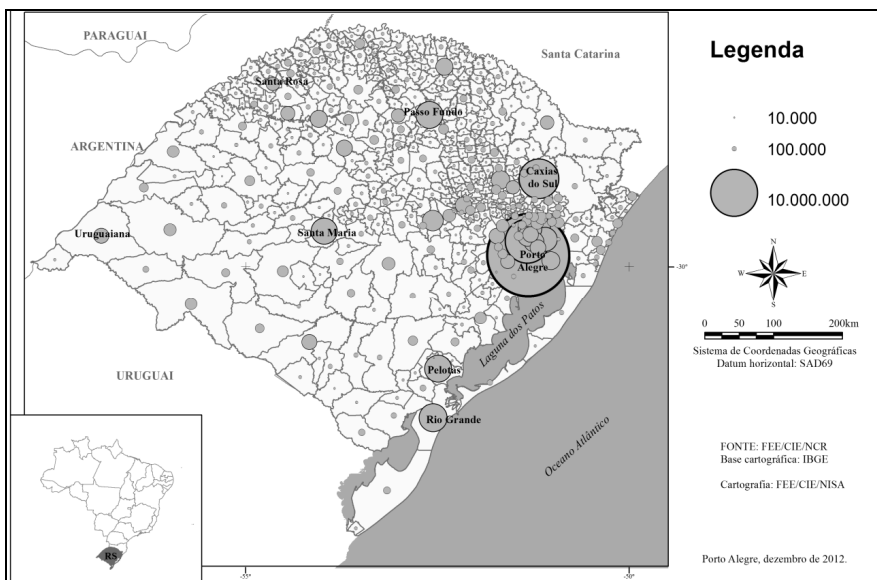 PARAGUAI
Santa Catarina
Santa Rosa
Passo Fundo
ARGENTINA
Caxias
do Sul
Uruguaiana
Santa Maria
Porto
Alegre
-30°
Laguna dos Patos
Pelotas
URUGUAI
Rio Grande
Oceano Atlântico
RS
-55°
-50°
Legenda
10.000
100.000
10.000.000
N
W
E
S
0 50 100 200km
Sistema de Coordenadas Geográficas
Datum horizontal: SAD69
FONTE: FEE/CIE/NCR
Base cartográfica: IBGE
Cartografia: FEE/CIE/NISA
Porto Alegre, dezembro de 2012.